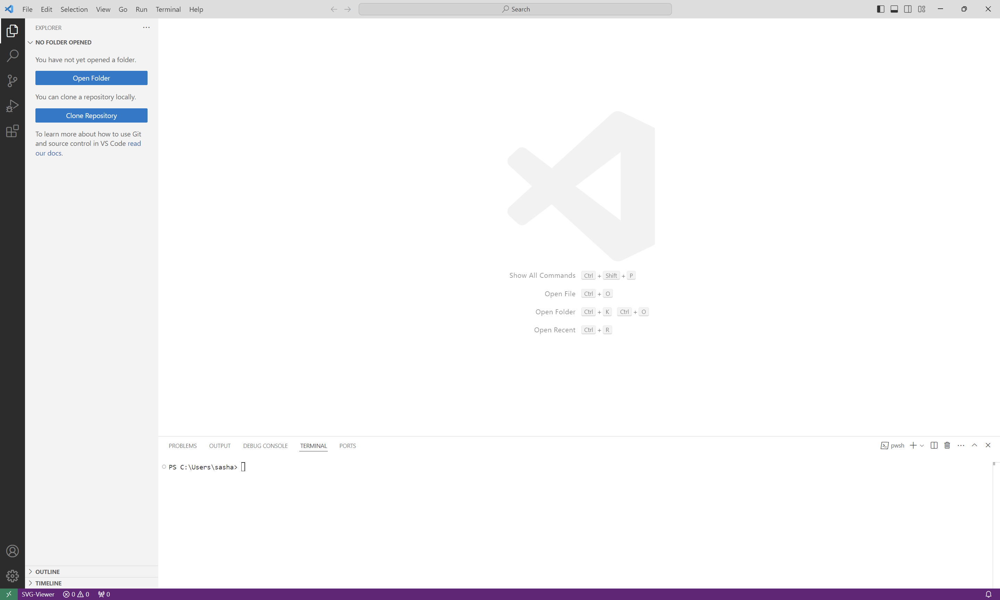 File Edit Selection View Go Run Terminal Help
Search
EXPLORER
NO FOLDER OPENED
You have not yet opened a folder.
Open Folder
You can clone a repository locally.
Clone Repository
To learn more about how to use Git
and source control in VS Code read
our docs.
Show All Commands Ctrl + Shift + P
Open File Ctrl + O
Open Folder Ctrl + K Ctrl + O
Open Recent Ctrl + R
PROBLEMS OUTPUT DEBUG CONSOLE TERMINAL PORTS
pwsh
PS C:\Users\sasha>
OUTLINE
TIMELINE
SVG-Viewer 0 0 0